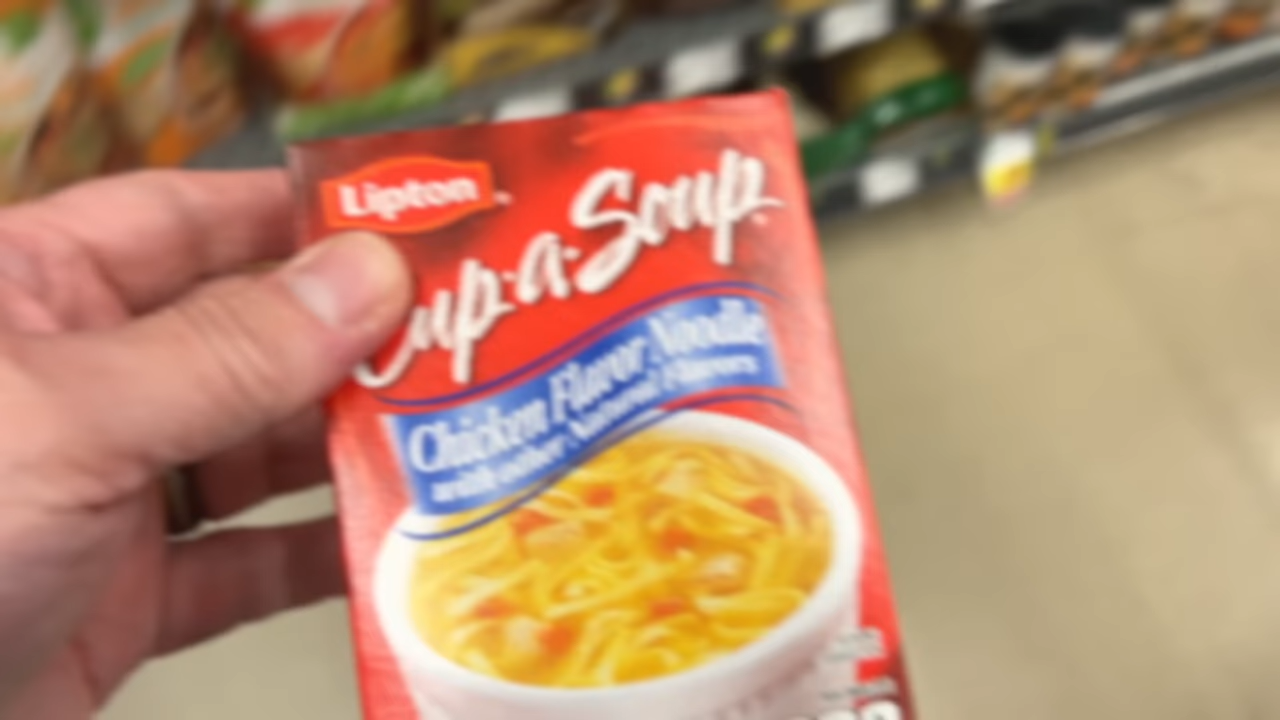 Lipton
Cup-a-Soup
Chicken Flavor Noodle
with other Natural Flavors